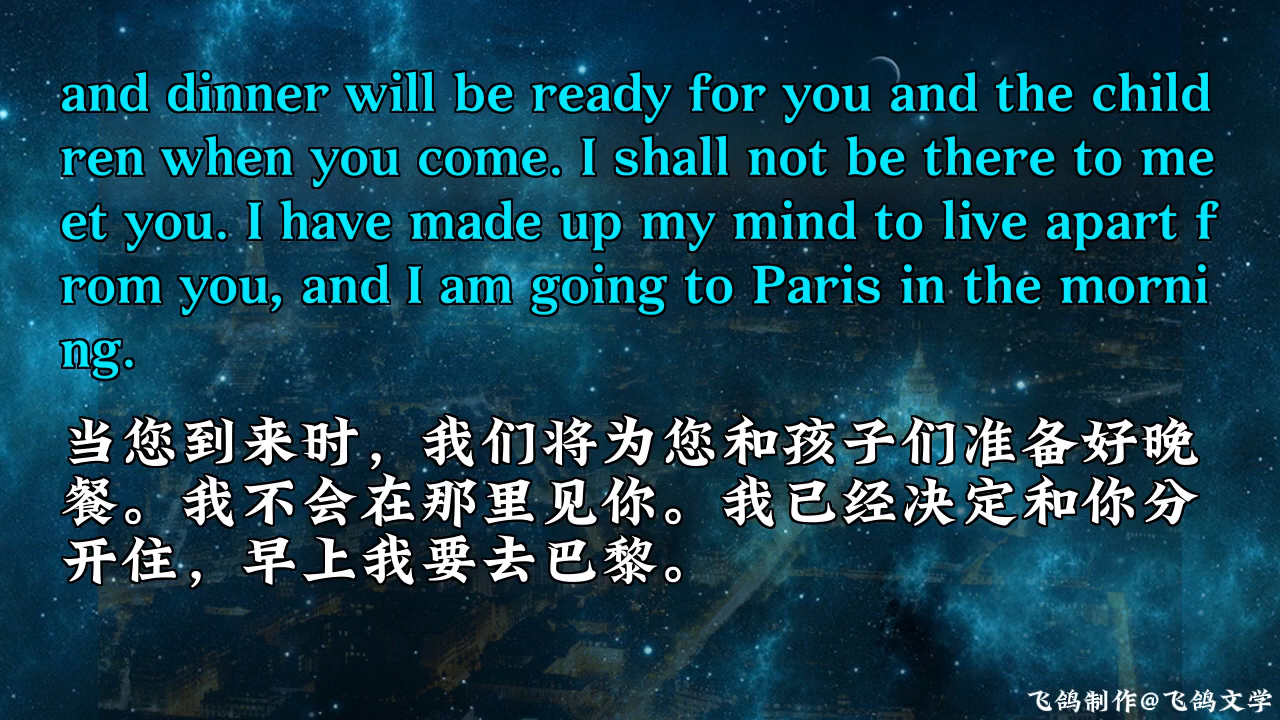 and dinner will be ready for you and the child
ren when you come. I shall not be there to me
et you. I have made up my mind to live apart f
rom you, and I am going to Paris in the morni
ng.
当您到来时，我们将为您和孩子们准备好晚
餐。我不会在那里见你。我已经决定和你分
开住，早上我要去巴黎。
飞鸽制作@飞鸽文学